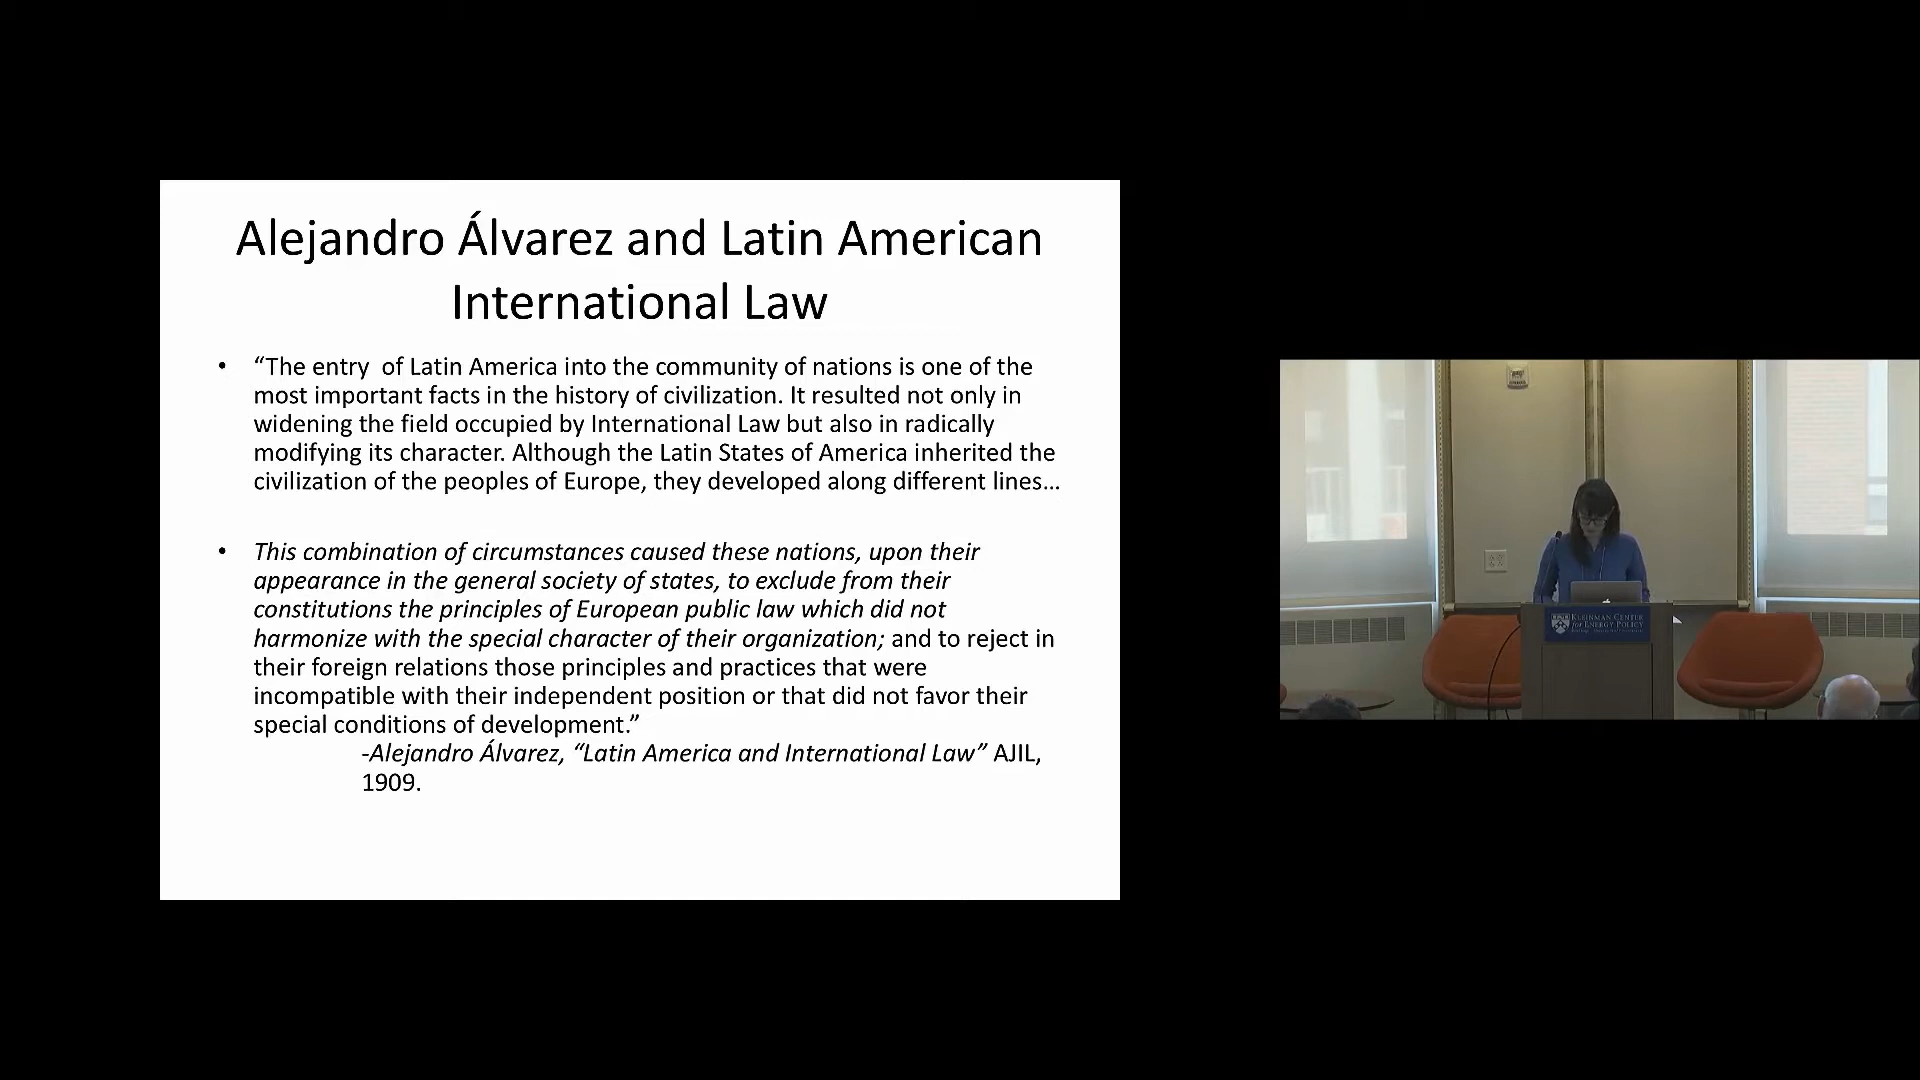 Alejandro Álvarez and Latin American
International Law
• “The entry  of Latin America into the community of nations is one of the
most important facts in the history of civilization. It resulted not only in
widening the field occupied by International Law but also in radically
modifying its character. Although the Latin States of America inherited the
civilization of the peoples of Europe, they developed along different lines…
• This combination of circumstances caused these nations, upon their
appearance in the general society of states, to exclude from their
constitutions the principles of European public law which did not
harmonize with the special character of their organization; and to reject in
their foreign relations those principles and practices that were
incompatible with their independent position or that did not favor their
special conditions of development.”
-Alejandro Álvarez, “Latin America and International Law” AJIL,
1909.
KLEINMAN CENTER
for ENERGY POLICY